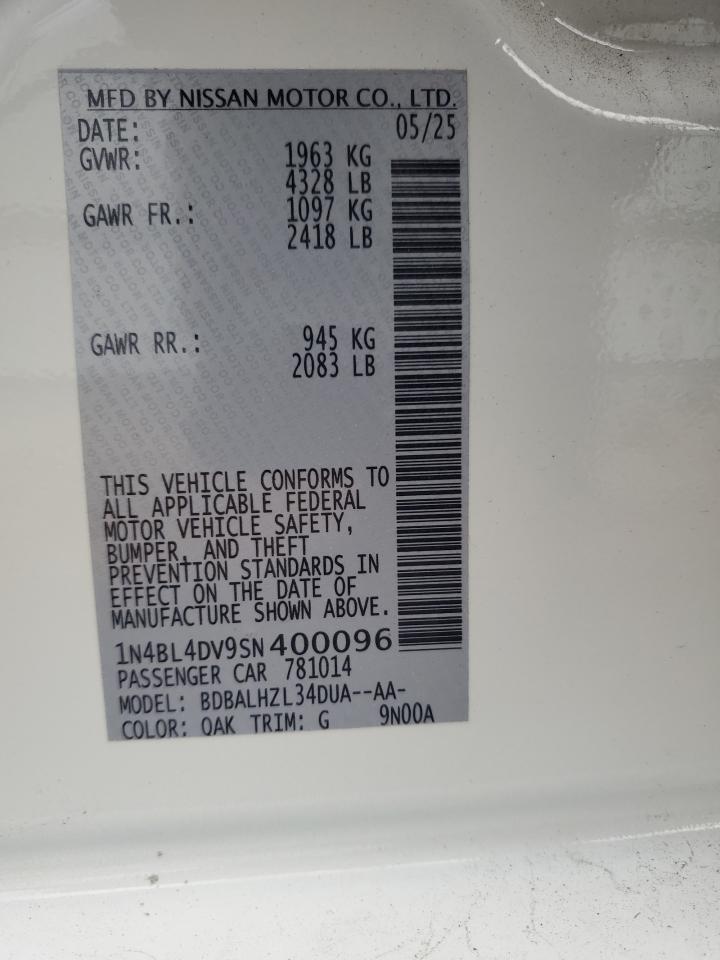 MFD BY NISSAN MOTOR CO., LTD.
DATE: 05/25
GVWR: 1963 KG
4328 LB
GAWR FR.: 1097 KG
2418 LB
GAWR RR.: 945 KG
2083 LB
THIS VEHICLE CONFORMS TO
ALL APPLICABLE FEDERAL
MOTOR VEHICLE SAFETY,
BUMPER, AND THEFT
PREVENTION STANDARDS IN
EFFECT ON THE DATE OF
MANUFACTURE SHOWN ABOVE.
1N4BL4DV9SN400096
PASSENGER CAR 781014
MODEL: BDBALHZL34DUA--AA-
COLOR: QAK TRIM: G 9N00A